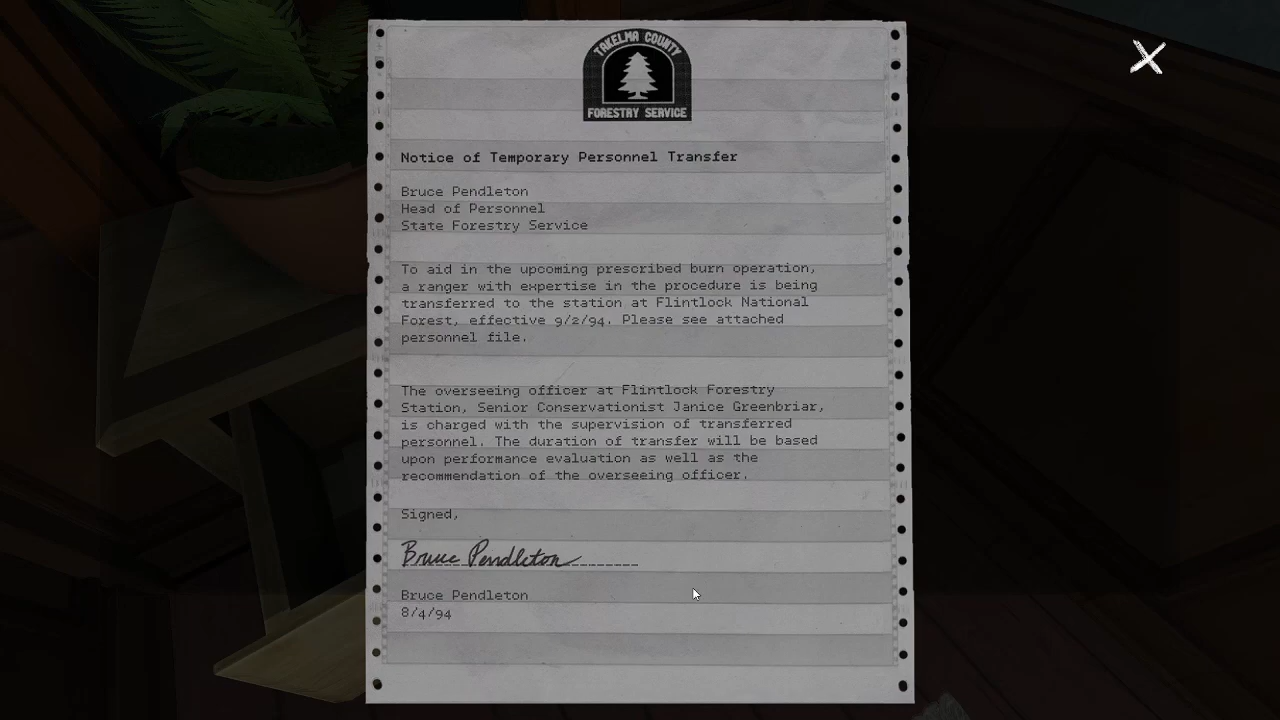 TAKELMA COUNTY
FORESTRY SERVICE
Notice of Temporary Personnel Transfer
Bruce Pendleton
Head of Personnel
State Forestry Service
To aid in the upcoming prescribed burn operation,
a ranger with expertise in the procedure is being
transferred to the station at Flintlock National
Forest, effective 9/2/94. Please see attached
personnel file.
The overseeing officer at Flintlock Forestry
Station, Senior Conservationist Janice Greenbriar,
is charged with the supervision of transferred
personnel. The duration of transfer will be based
upon performance evaluation as well as the
recommendation of the overseeing officer.
Signed,
Bruce Pendleton
Bruce Pendleton
8/4/94